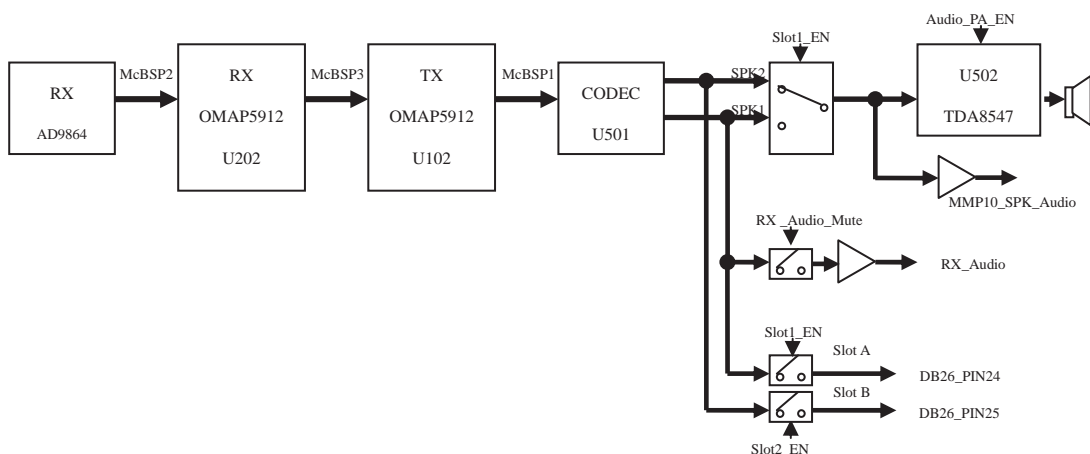 Audio_PA_EN
Slot1_EN
McBSP2
McBSP3
McBSP1
RX
AD9864
RX
OMAP5912
U202
TX
OMAP5912
U102
CODEC
U501
SPK2
SPK1
U502
TDA8547
MMP10_SPK_Audio
RX _Audio_Mute
RX_Audio
Slot1_EN
Slot A
DB26_PIN24
Slot B
DB26_PIN25
Slot2_EN